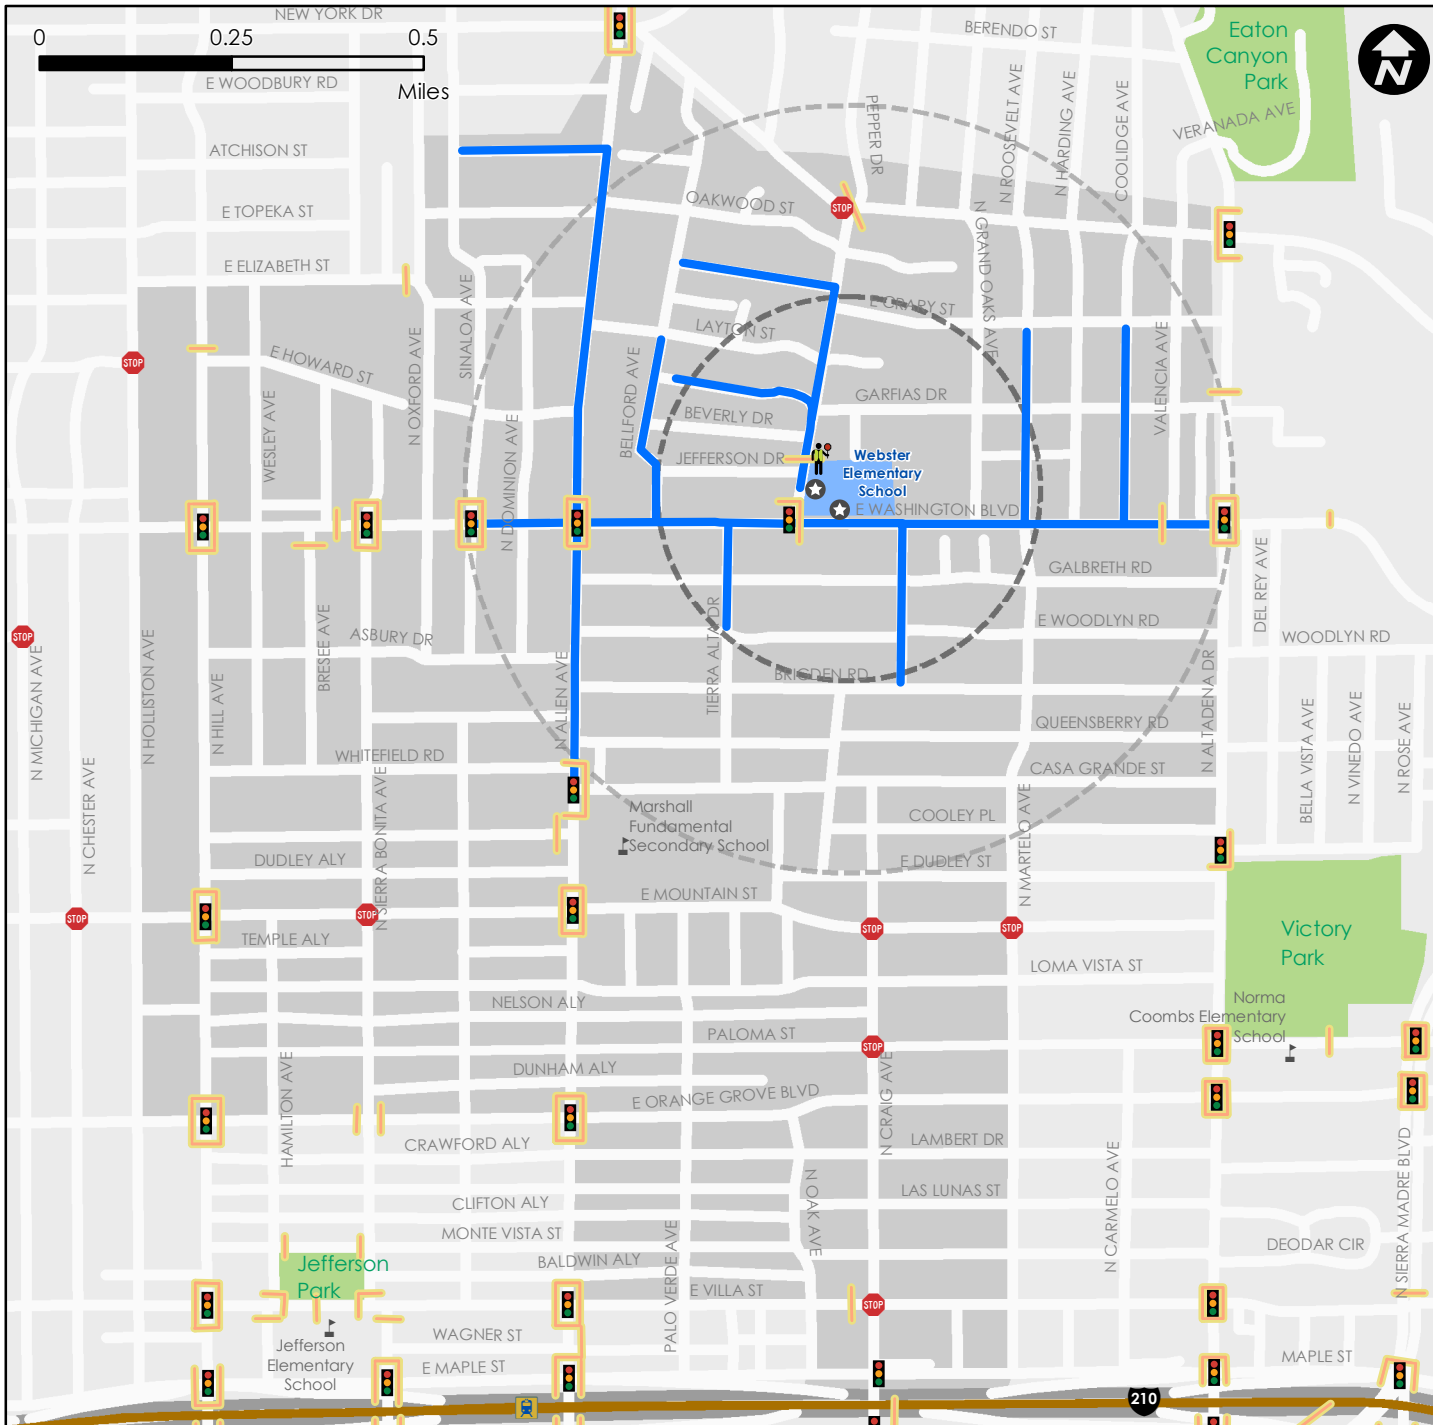 NEW YORK DR
0
0.25
0.5
Miles
E WOODBURY RD
ATCHISON ST
E TOPEKA ST
E ELIZABETH ST
BERENDO ST
Eaton
Canyon
Park
N
VERANADA AVE
PEPPER DR
N ROOSEVELT AVE
N HARDING AVE
COOLIDGE AVE
OAKWOOD ST
STOP
N GRAND OAKS AVE
E CRARY ST
LAYTON ST
SINALOA AVE
N OXFORD AVE
E HOWARD ST
STOP
WESLEY AVE
BELLFORD AVE
VALENCIA AVE
GARFIAS DR
BEVERLY DR
JEFFERSON DR
Webster
Elementary
School
E WASHINGTON BLVD
N DOMINION AVE
GALBRETH RD
E WOODLYN RD
DEL REY AVE
WOODLYN RD
STOP
ASBURY DR
BRESEE AVE
BRIGDEN RD
TIERRA ALTA DR
N MICHIGAN AVE
N HOLLISTON AVE
N HILL AVE
N ALLEN AVE
QUEENSBERRY RD
N ALTADENA DR
BELLA VISTA AVE
N VINEDO AVE
N ROSE AVE
WHITEFIELD RD
CASA GRANDE ST
N CHESTER AVE
N SIERRA BONITA AVE
Marshall
Fundamental
Secondary School
COOLEY PL
N MARTELO AVE
DUDLEY ALY
E DUDLEY ST
E MOUNTAIN ST
STOP
STOP
STOP
STOP
TEMPLE ALY
Victory
Park
LOMA VISTA ST
NELSON ALY
Norma
Coombs Elementary
School
PALOMA ST
STOP
DUNHAM ALY
HAMILTON AVE
E ORANGE GROVE BLVD
N CRAIG AVE
CRAWFORD ALY
LAMBERT DR
N SIERRA MADRE BLVD
N CARMELO AVE
N OAK AVE
CLIFTON ALY
LAS LUNAS ST
MONTE VISTA ST
DEODAR CIR
Jefferson
Park
BALDWIN ALY
PALO VERDE AVE
E VILLA ST
STOP
WAGNER ST
Jefferson
Elementary
School
E MAPLE ST
MAPLE ST
210